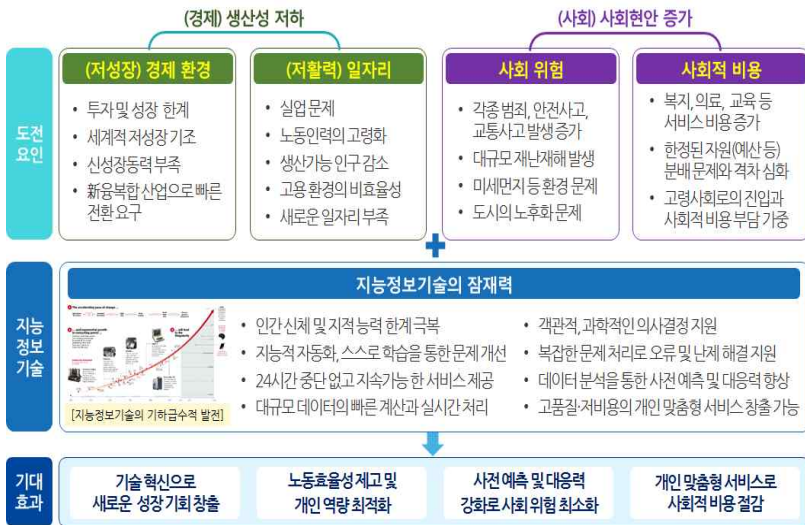 (경제) 생산성 저하
(사회) 사회현안 증가
도전
요인
(저성장) 경제 환경
• 투자 및 성장 한계
• 세계적 저성장 기조
• 신성장동력 부족
• 新융복합 산업으로 빠른
전환 요구
(저활력) 일자리
• 실업 문제
• 노동인력의 고령화
• 생산가능 인구 감소
• 고용 환경의 비효율성
• 새로운 일자리 부족
사회 위험
• 각종 범죄, 안전사고,
교통사고 발생 증가
• 대규모 재난재해 발생
• 미세먼지 등 환경 문제
• 도시의 노후화 문제
사회적 비용
• 복지, 의료, 교육 등
서비스 비용 증가
• 한정된 자원(예산 등)
분배 문제와 격차 심화
• 고령사회로의 진입과
사회적 비용 부담 가중
지능
정보
기술
지능정보기술의 잠재력
[지능정보기술의 기하급수적 발전]
• 인간 신체 및 지적 능력 한계 극복
• 지능적 자동화, 스스로 학습을 통한 문제 개선
• 24시간 중단 없고 지속가능 한 서비스 제공
• 대규모 데이터의 빠른 계산과 실시간 처리
• 객관적, 과학적인 의사결정 지원
• 복잡한 문제 처리로 오류 및 난제 해결 지원
• 데이터 분석을 통한 사전 예측 및 대응력 향상
• 고품질·저비용의 개인 맞춤형 서비스 창출 가능
기대
효과
기술 혁신으로
새로운 성장 기회 창출
노동효율성 제고 및
개인 역량 최적화
사전 예측 및 대응력
강화로 사회 위험 최소화
개인 맞춤형 서비스로
사회적 비용 절감